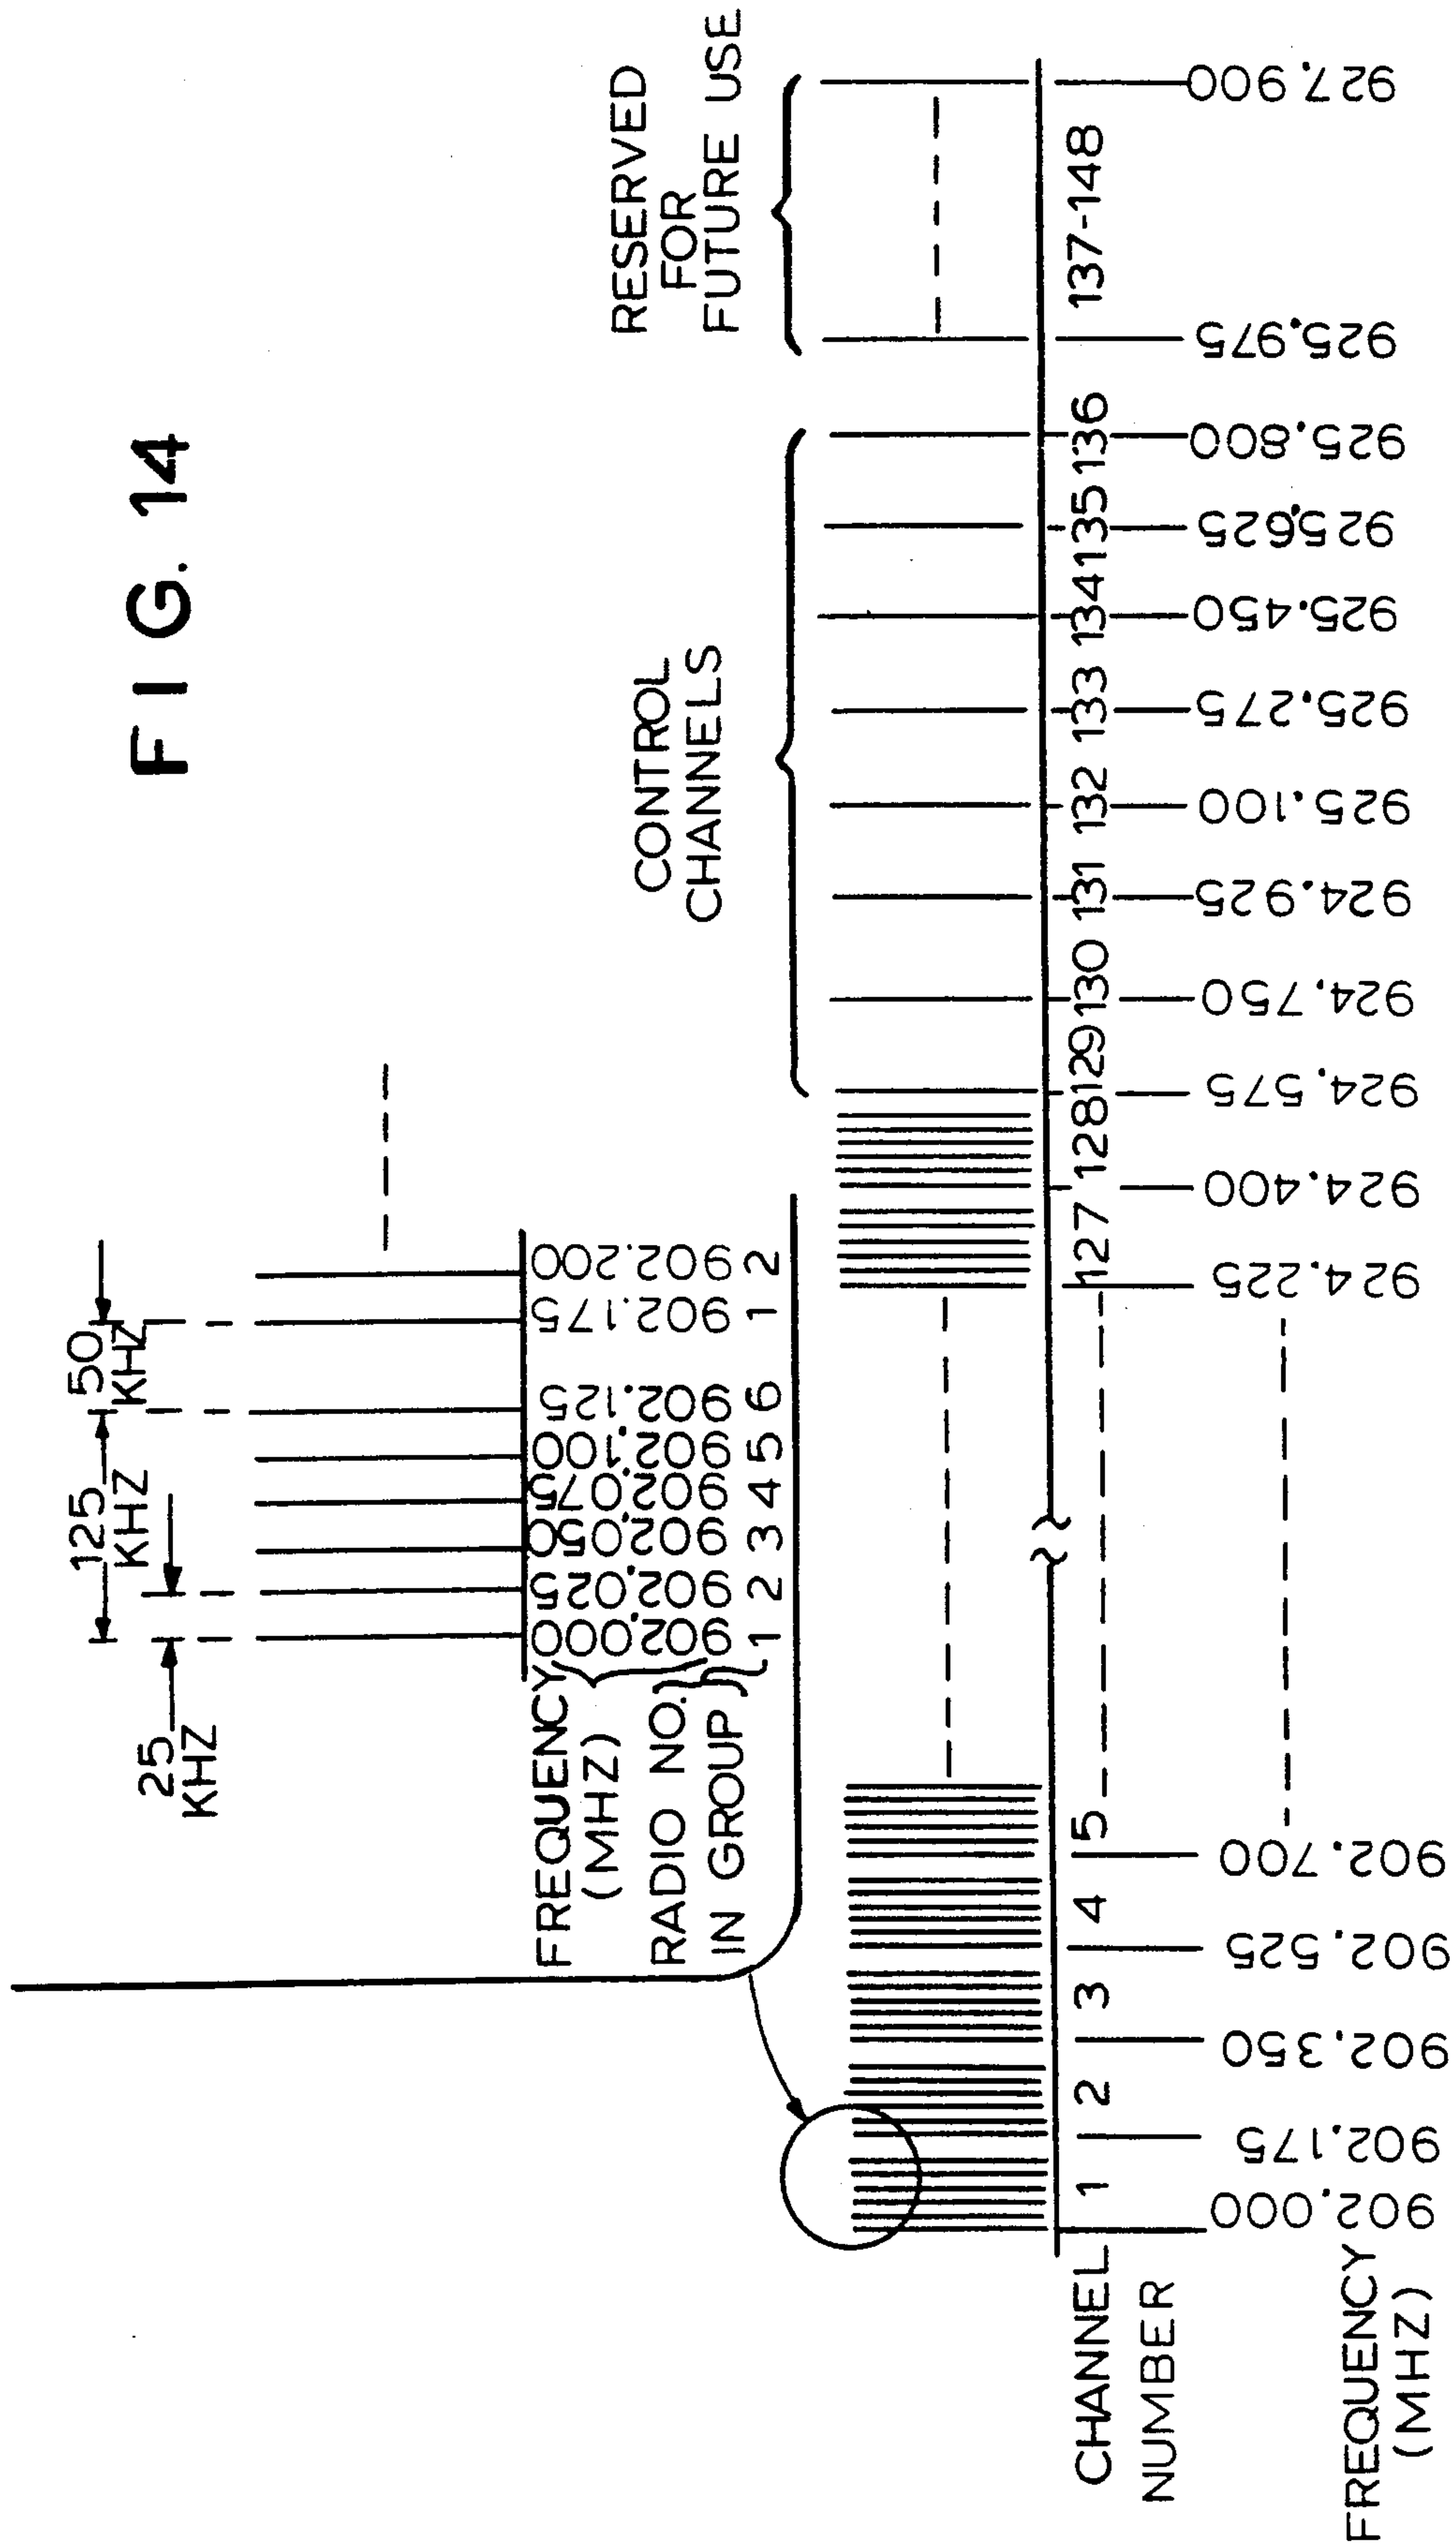 FIG. 14
25
KHZ
125
KHZ
50
KHZ
FREQUENCY
(MHZ)
902.000 902.025 902.050 902.075 902.100 902.125 902.175 902.200
RADIO NO.
IN GROUP
1 2 3 4 5 6 1 2
CONTROL
CHANNELS
RESERVED
FOR
FUTURE USE
CHANNEL
NUMBER
1 2 3 4 5 127 128 129 130 131 132 133 134 135 136 137-148
FREQUENCY
(MHZ)
902.000 902.175 902.350 902.525 902.700 924.225 924.400 924.575 924.750 924.925 925.100 925.275 925.450 925.625 925.800 925.975 927.900